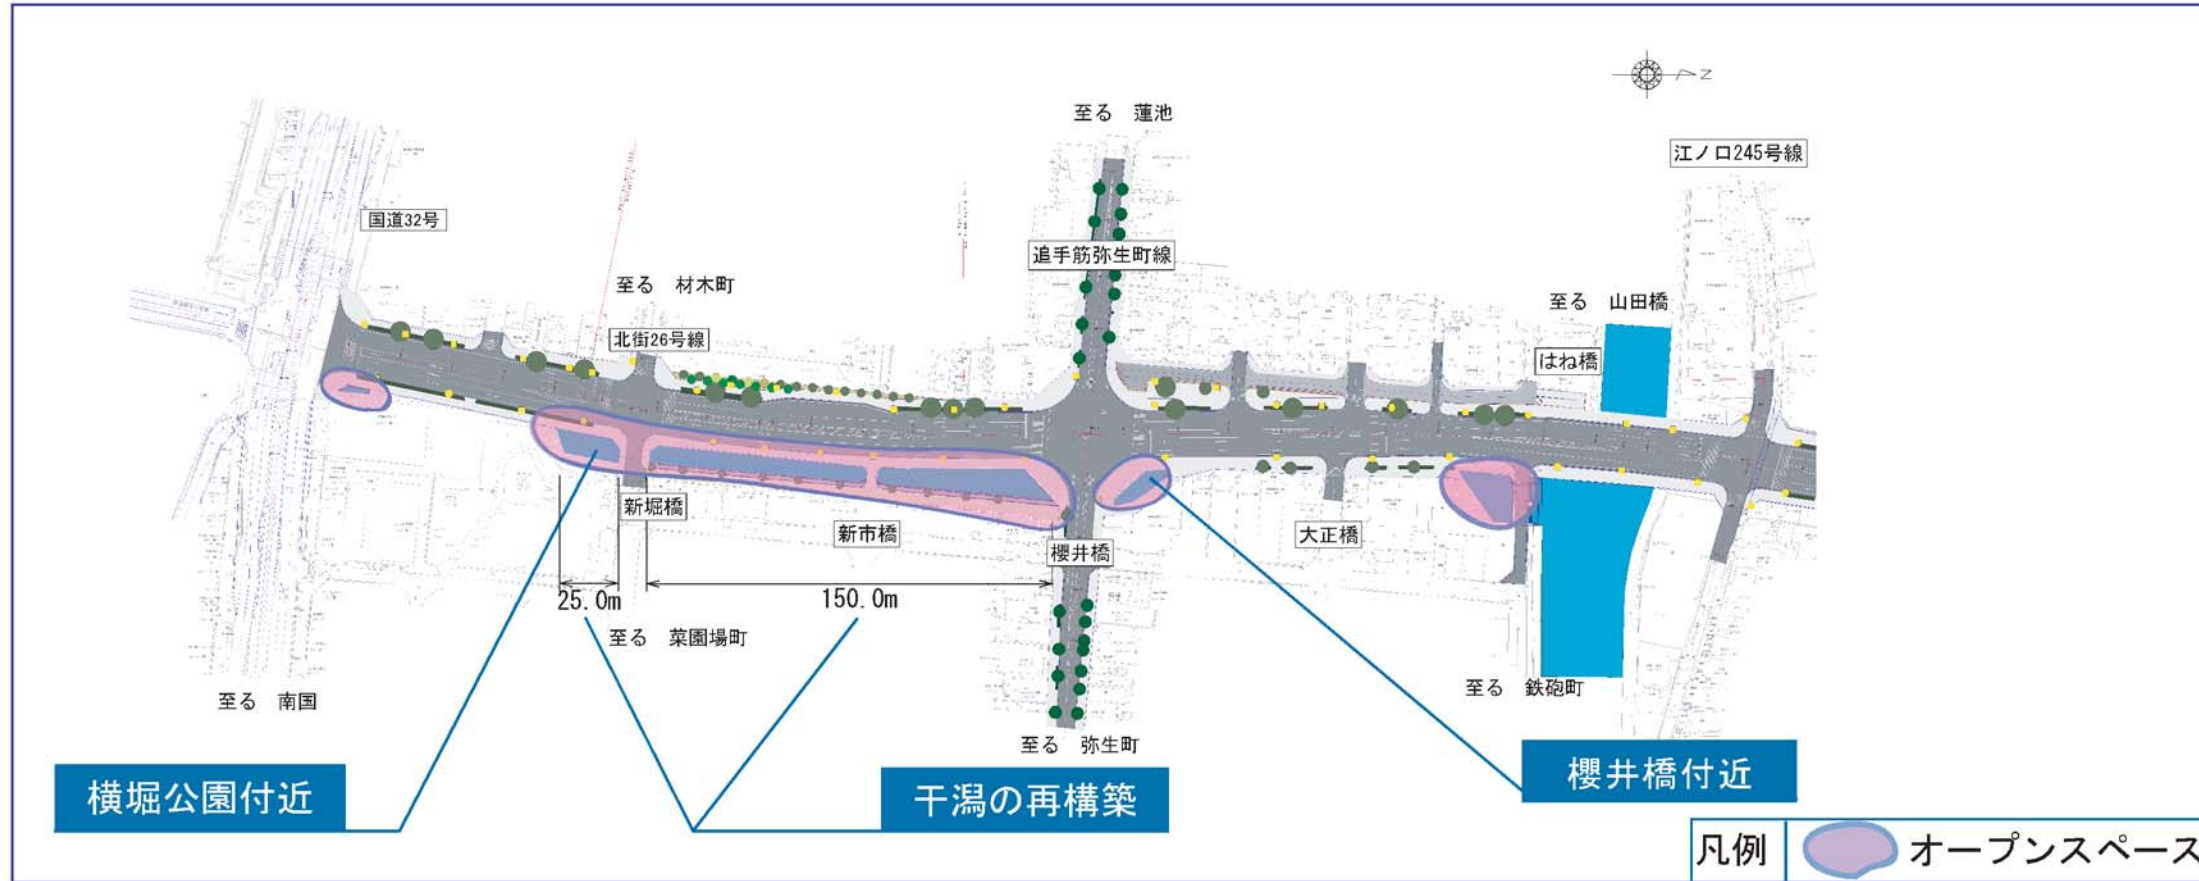 N
至る 蓮池
江ノ口245号線
国道32号
追手筋弥生町線
至る 材木町
至る 山田橋
北街26号線
はね橋
新堀橋
新市橋
櫻井橋
大正橋
25.0m
150.0m
至る 菜園場町
至る 南国
至る 鉄砲町
至る 弥生町
横堀公園付近
干潟の再構築
櫻井橋付近
凡例
オープンスペース